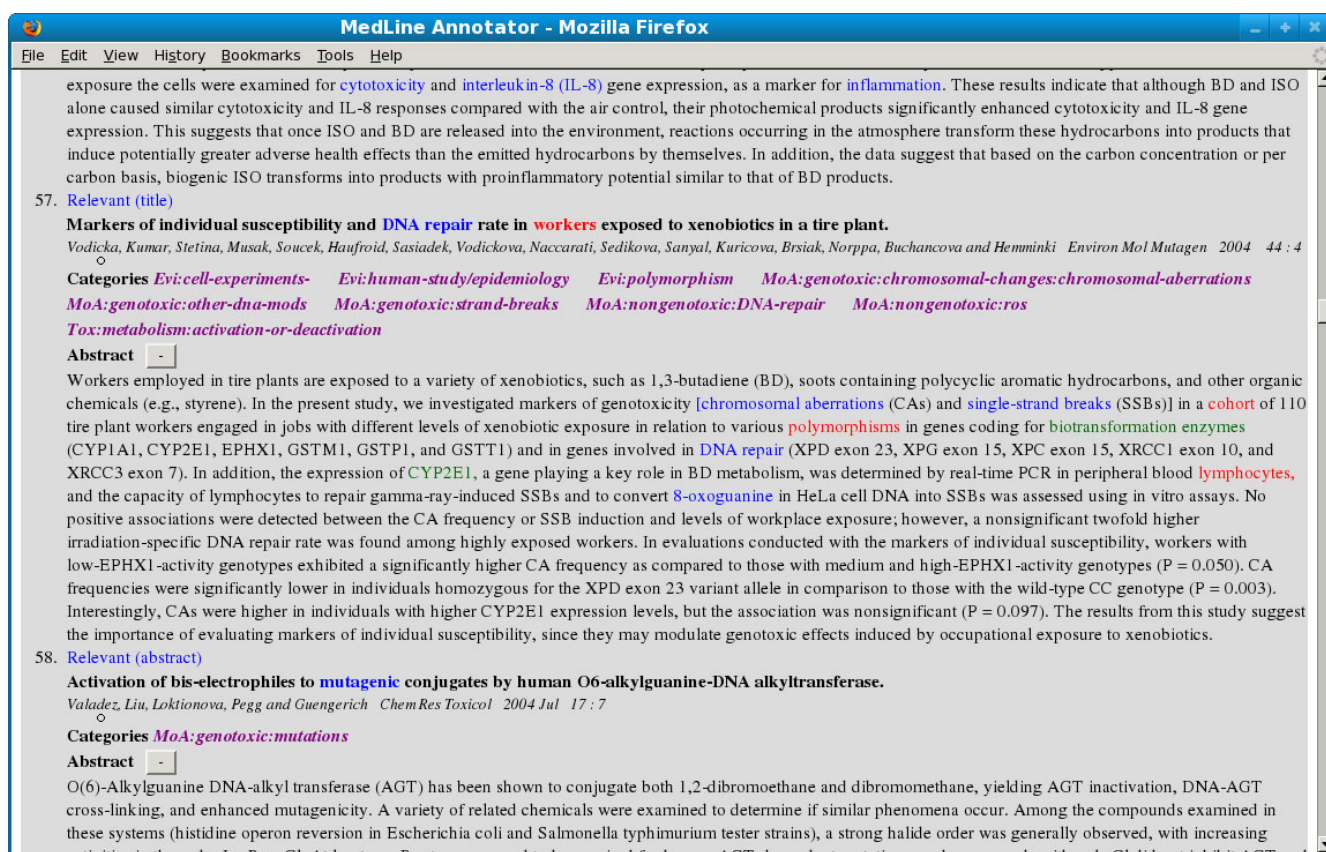 MedLine Annotator - Mozilla Firefox
File Edit View History Bookmarks Tools Help
exposure the cells were examined for cytotoxicity and interleukin-8 (IL-8) gene expression, as a marker for inflammation. These results indicate that although BD and ISO
alone caused similar cytotoxicity and IL-8 responses compared with the air control, their photochemical products significantly enhanced cytotoxicity and IL-8 gene
expression. This suggests that once ISO and BD are released into the environment, reactions occurring in the atmosphere transform these hydrocarbons into products that
induce potentially greater adverse health effects than the emitted hydrocarbons by themselves. In addition, the data suggest that based on the carbon concentration or per
carbon basis, biogenic ISO transforms into products with proinflammatory potential similar to that of BD products.
57. Relevant (title)
Markers of individual susceptibility and DNA repair rate in workers exposed to xenobiotics in a tire plant.
Vodicka, Kumar, Stetina, Musak, Soucek, Haufroid, Sasiadek, Vodickova, Naccarati, Sedikova, Sanyal, Kuricova, Brsiak, Norppa, Buchancova and Hemminki Environ Mol Mutagen 2004 44 : 4
Categories Evi:cell-experiments- Evi:human-study/epidemiology Evi:polymorphism MoA:genotoxic:chromosomal-changes:chromosomal-aberrations
MoA:genotoxic:other-dna-mods MoA:genotoxic:strand-breaks MoA:nongenotoxic:DNA-repair MoA:nongenotoxic:ros
Tox:metabolism:activation-or-deactivation
Abstract -
Workers employed in tire plants are exposed to a variety of xenobiotics, such as 1,3-butadiene (BD), soots containing polycyclic aromatic hydrocarbons, and other organic
chemicals (e.g., styrene). In the present study, we investigated markers of genotoxicity [chromosomal aberrations (CAs) and single-strand breaks (SSBs)] in a cohort of 110
tire plant workers engaged in jobs with different levels of xenobiotic exposure in relation to various polymorphisms in genes coding for biotransformation enzymes
(CYP1A1, CYP2E1, EPHX1, GSTM1, GSTP1, and GSTT1) and in genes involved in DNA repair (XPD exon 23, XPG exon 15, XPC exon 15, XRCC1 exon 10, and
XRCC3 exon 7). In addition, the expression of CYP2E1, a gene playing a key role in BD metabolism, was determined by real-time PCR in peripheral blood lymphocytes,
and the capacity of lymphocytes to repair gamma-ray-induced SSBs and to convert 8-oxoguanine in HeLa cell DNA into SSBs was assessed using in vitro assays. No
positive associations were detected between the CA frequency or SSB induction and levels of workplace exposure; however, a nonsignificant twofold higher
irradiation-specific DNA repair rate was found among highly exposed workers. In evaluations conducted with the markers of individual susceptibility, workers with
low-EPHX1-activity genotypes exhibited a significantly higher CA frequency as compared to those with medium and high-EPHX1-activity genotypes (P = 0.050). CA
frequencies were significantly lower in individuals homozygous for the XPD exon 23 variant allele in comparison to those with the wild-type CC genotype (P = 0.003).
Interestingly, CAs were higher in individuals with higher CYP2E1 expression levels, but the association was nonsignificant (P = 0.097). The results from this study suggest
the importance of evaluating markers of individual susceptibility, since they may modulate genotoxic effects induced by occupational exposure to xenobiotics.
58. Relevant (abstract)
Activation of bis-electrophiles to mutagenic conjugates by human O6-alkylguanine-DNA alkyltransferase.
Valadez, Liu, Loktionova, Pegg and Guengerich Chem Res Toxicol 2004 Jul 17 : 7
Categories MoA:genotoxic:mutations
Abstract -
O(6)-Alkylguanine DNA-alkyl transferase (AGT) has been shown to conjugate both 1,2-dibromoethane and dibromomethane, yielding AGT inactivation, DNA-AGT
cross-linking, and enhanced mutagenicity. A variety of related chemicals were examined to determine if similar phenomena occur. Among the compounds examined in
these systems (histidine operon reversion in Escherichia coli and Salmonella typhimurium tester strains), a strong halide order was generally observed, with increasing